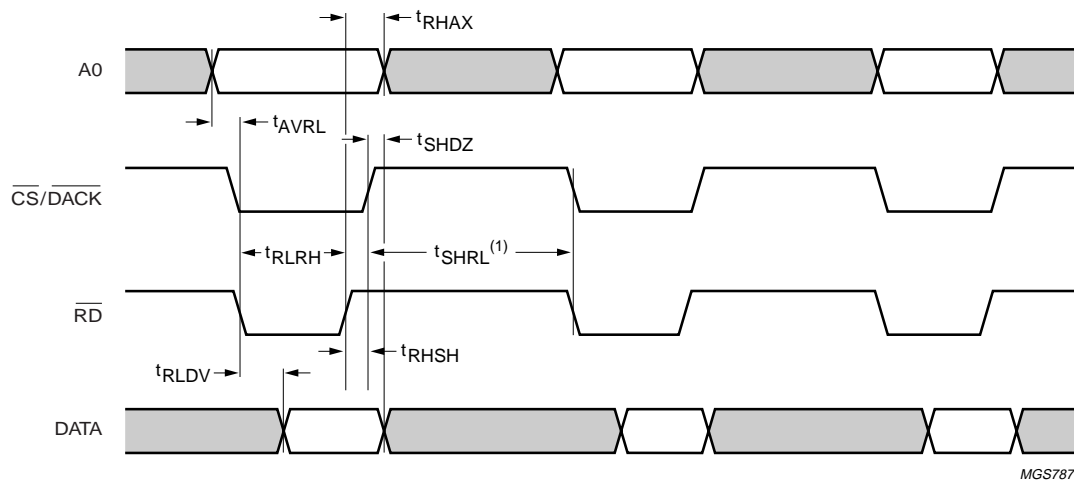 tRHAX
A0
tAVRL
tSHDZ
CS/DACK
tRLRH
tSHRL(1)
RD
tRHSH
tRLDV
DATA
MGS787